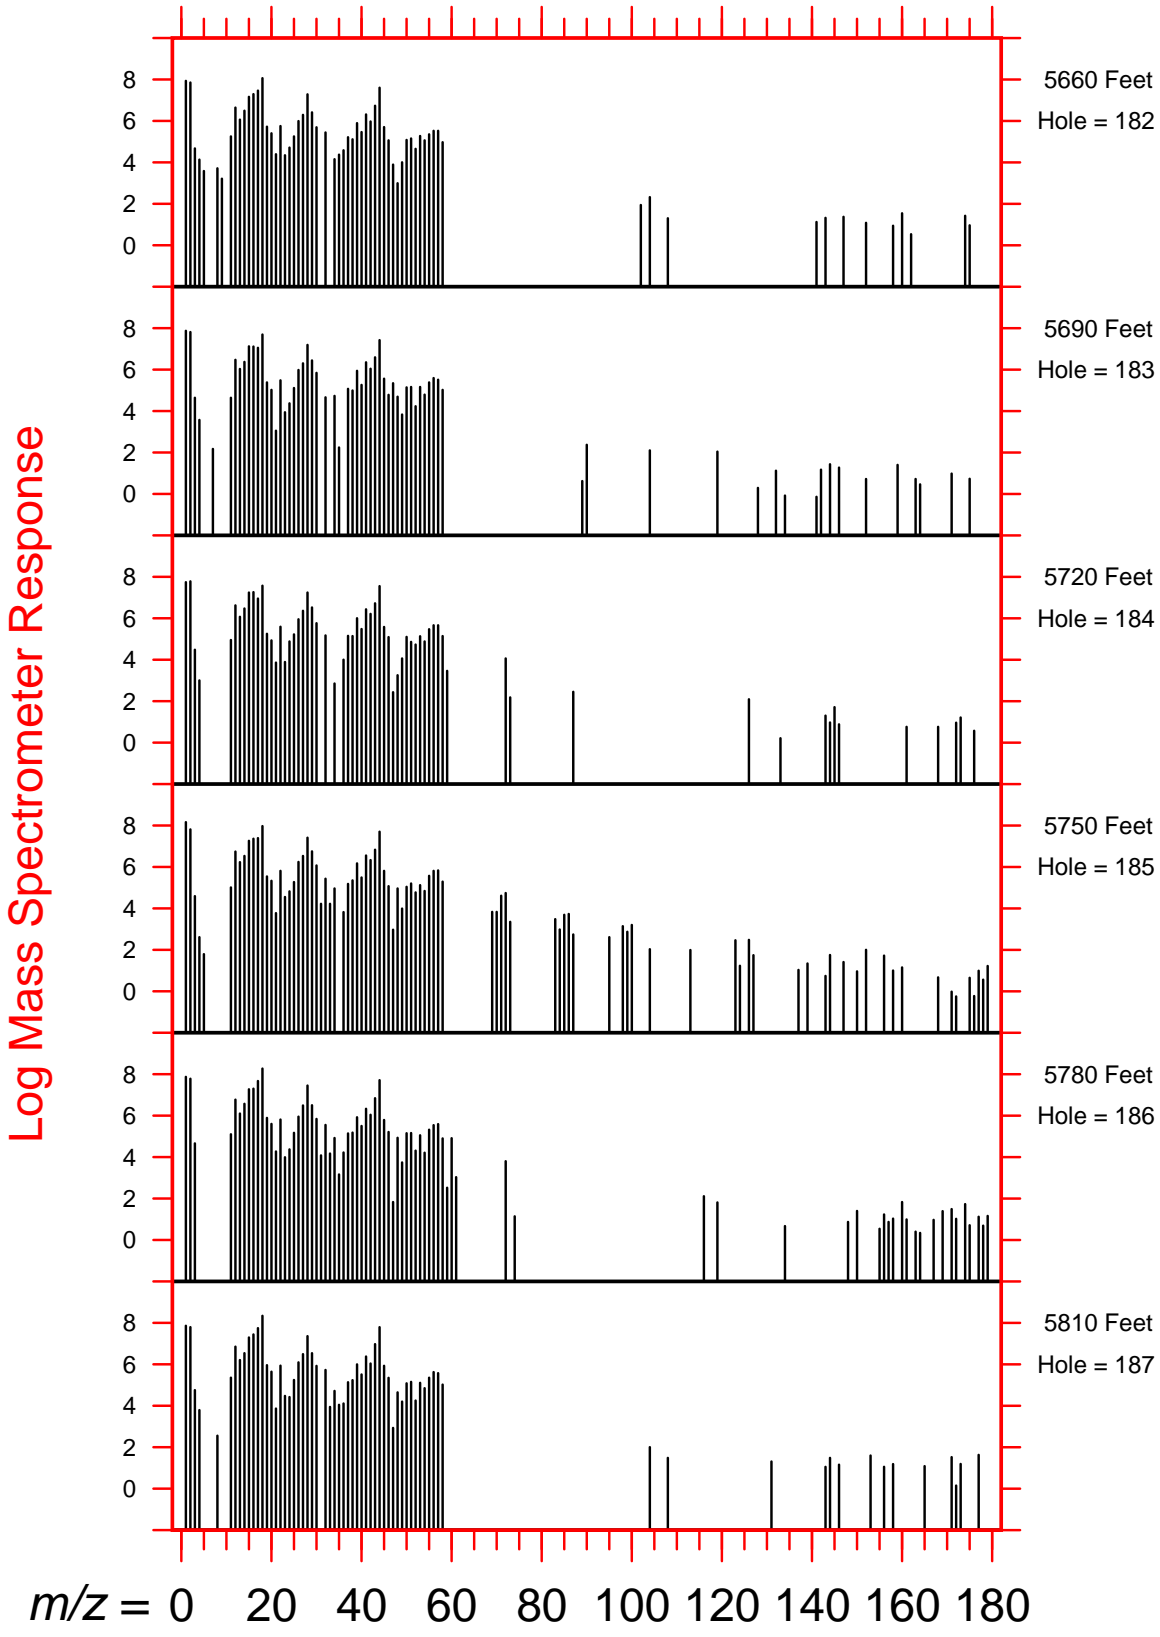 8
5660 Feet
6
Hole = 182
4
2
0
8
5690 Feet
6
Hole = 183
4
2
0
8
5720 Feet
6
Hole = 184
4
2
0
8
5750 Feet
6
Hole = 185
4
2
0
8
5780 Feet
6
Hole = 186
4
2
0
8
5810 Feet
6
Hole = 187
4
2
0
Log Mass Spectrometer Response
m/z = 0 20 40 60 80 100 120 140 160 180